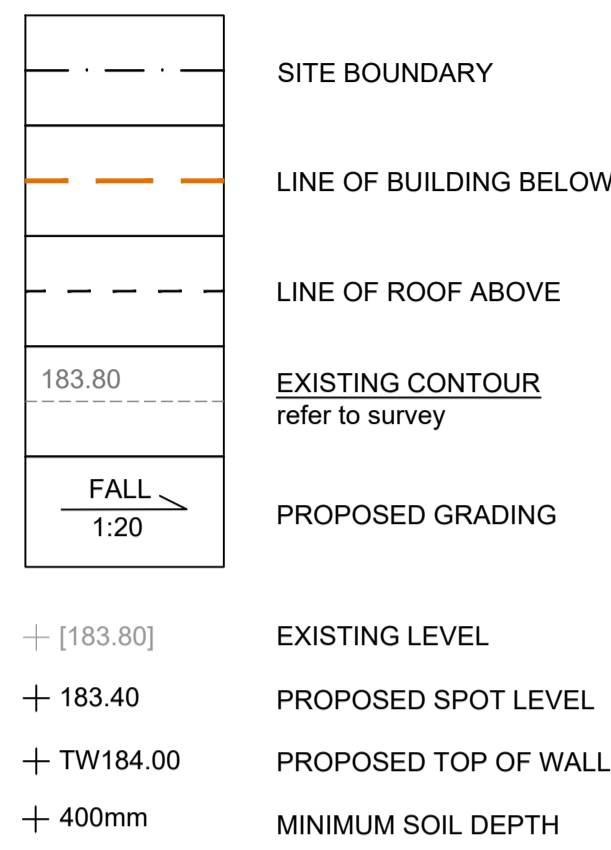 SITE BOUNDARY
LINE OF BUILDING BELOW
LINE OF ROOF ABOVE
183.80
EXISTING CONTOUR
refer to survey
FALL
1:20
PROPOSED GRADING
[183.80] EXISTING LEVEL
183.40 PROPOSED SPOT LEVEL
TW184.00 PROPOSED TOP OF WALL
400mm MINIMUM SOIL DEPTH